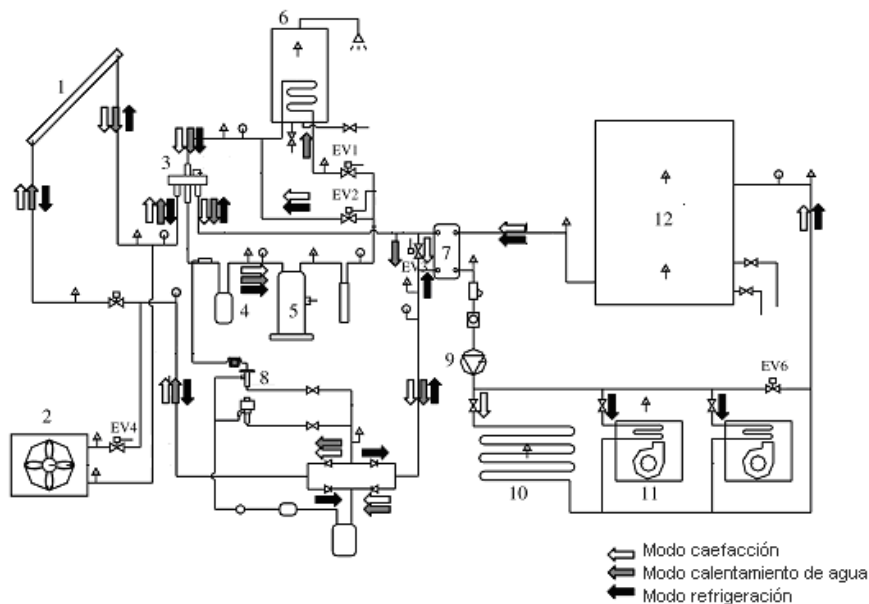 6
1
EV1
3
EV2
12
7
EV3
4
5
9
8
EV6
2
EV4
10
11
Modo caefacción
Modo calentamiento de agua
Modo refrigeración